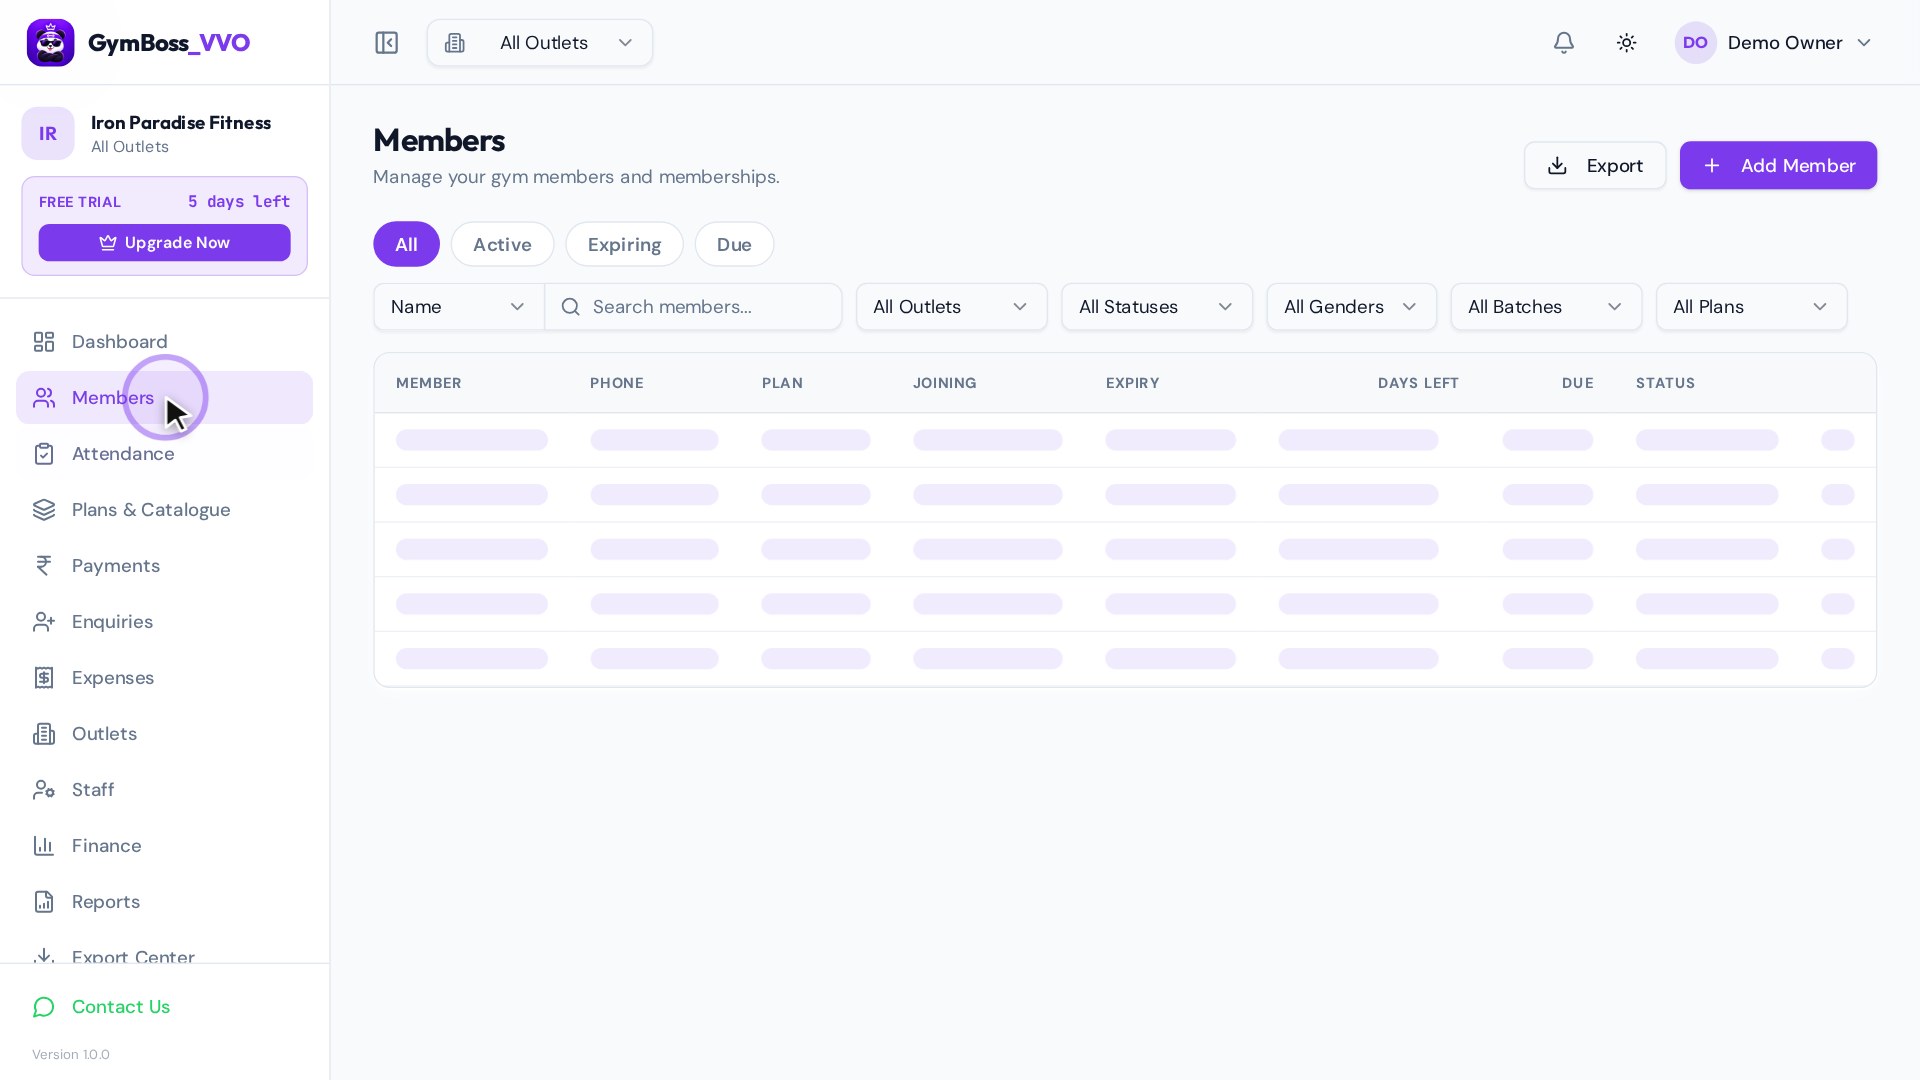 GymBoss_VVO
All Outlets
DO Demo Owner
IR
Iron Paradise Fitness
All Outlets
FREE TRIAL 5 days left
Upgrade Now
Dashboard
Members
Attendance
Plans & Catalogue
Payments
Enquiries
Expenses
Outlets
Staff
Finance
Reports
Export Center
Contact Us
Version 1.0.0
Members
Manage your gym members and memberships.
Export
Add Member
All Active Expiring Due
Name Search members... All Outlets All Statuses All Genders All Batches All Plans
MEMBER PHONE PLAN JOINING EXPIRY DAYS LEFT DUE STATUS